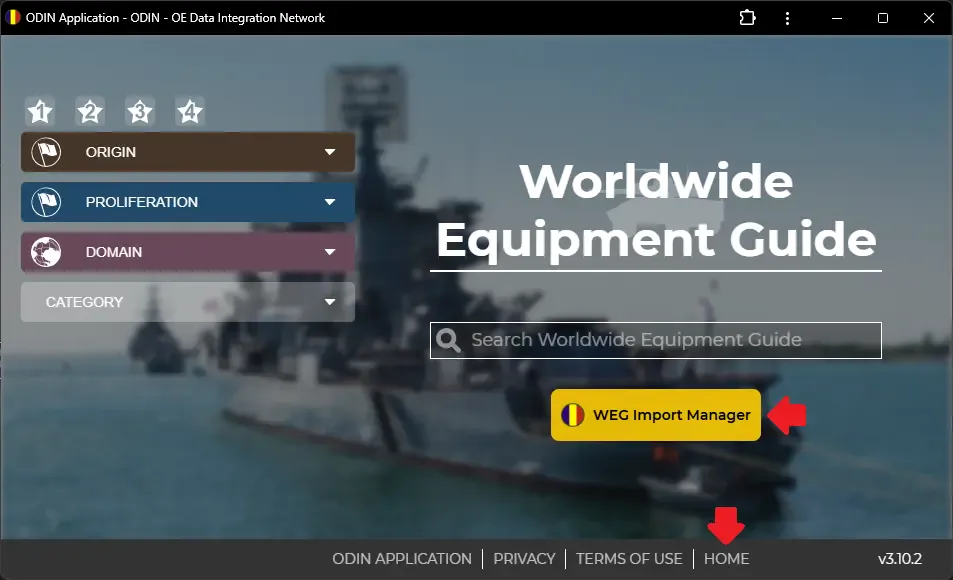 ODIN Application - ODIN - OE Data Integration Network
1 2 3 4
ORIGIN
PROLIFERATION
DOMAIN
CATEGORY
Worldwide
Equipment Guide
Search Worldwide Equipment Guide
WEG Import Manager
ODIN APPLICATION PRIVACY TERMS OF USE HOME v3.10.2